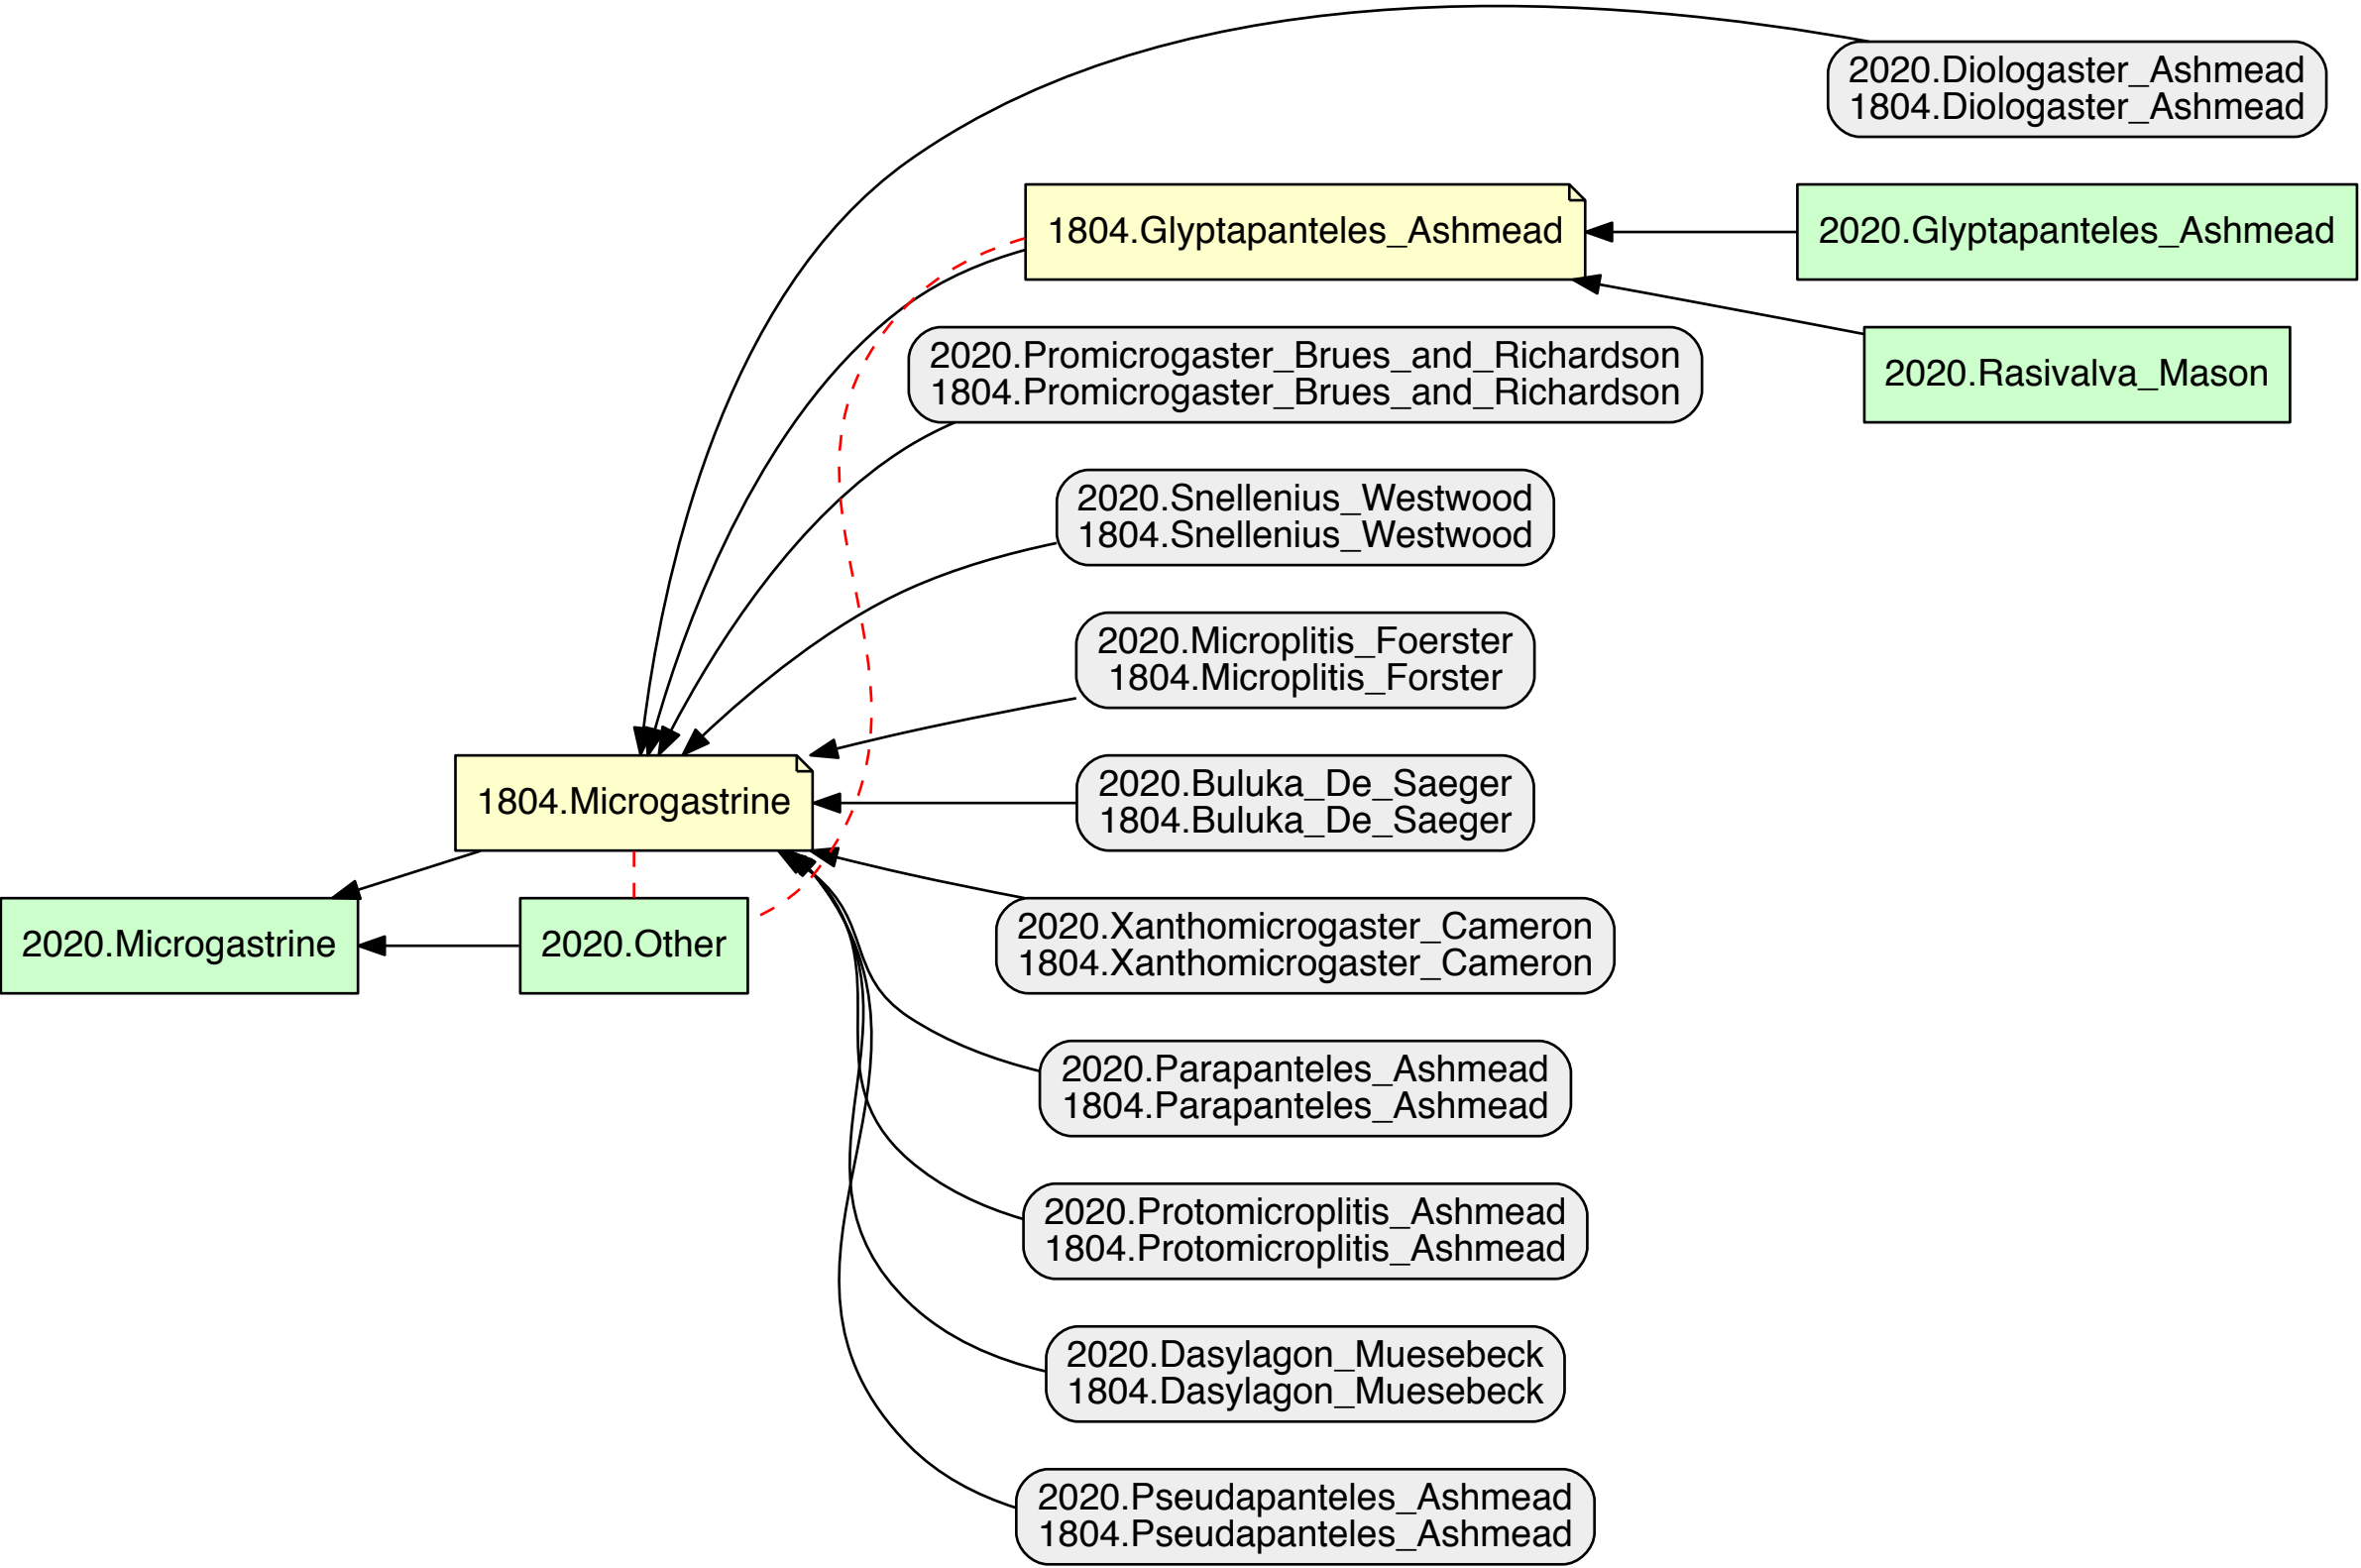 2020.Diologaster_Ashmead
1804.Diologaster_Ashmead
1804.Glyptapanteles_Ashmead
2020.Glyptapanteles_Ashmead
2020.Promicrogaster_Brues_and_Richardson
1804.Promicrogaster_Brues_and_Richardson
2020.Rasivalva_Mason
2020.Snellenius_Westwood
1804.Snellenius_Westwood
2020.Microplitis_Foerster
1804.Microplitis_Forster
1804.Microgastrine
2020.Buluka_De_Saeger
1804.Buluka_De_Saeger
2020.Microgastrine
2020.Other
2020.Xanthomicrogaster_Cameron
1804.Xanthomicrogaster_Cameron
2020.Parapanteles_Ashmead
1804.Parapanteles_Ashmead
2020.Protomicroplitis_Ashmead
1804.Protomicroplitis_Ashmead
2020.Dasylagon_Muesebeck
1804.Dasylagon_Muesebeck
2020.Pseudapanteles_Ashmead
1804.Pseudapanteles_Ashmead